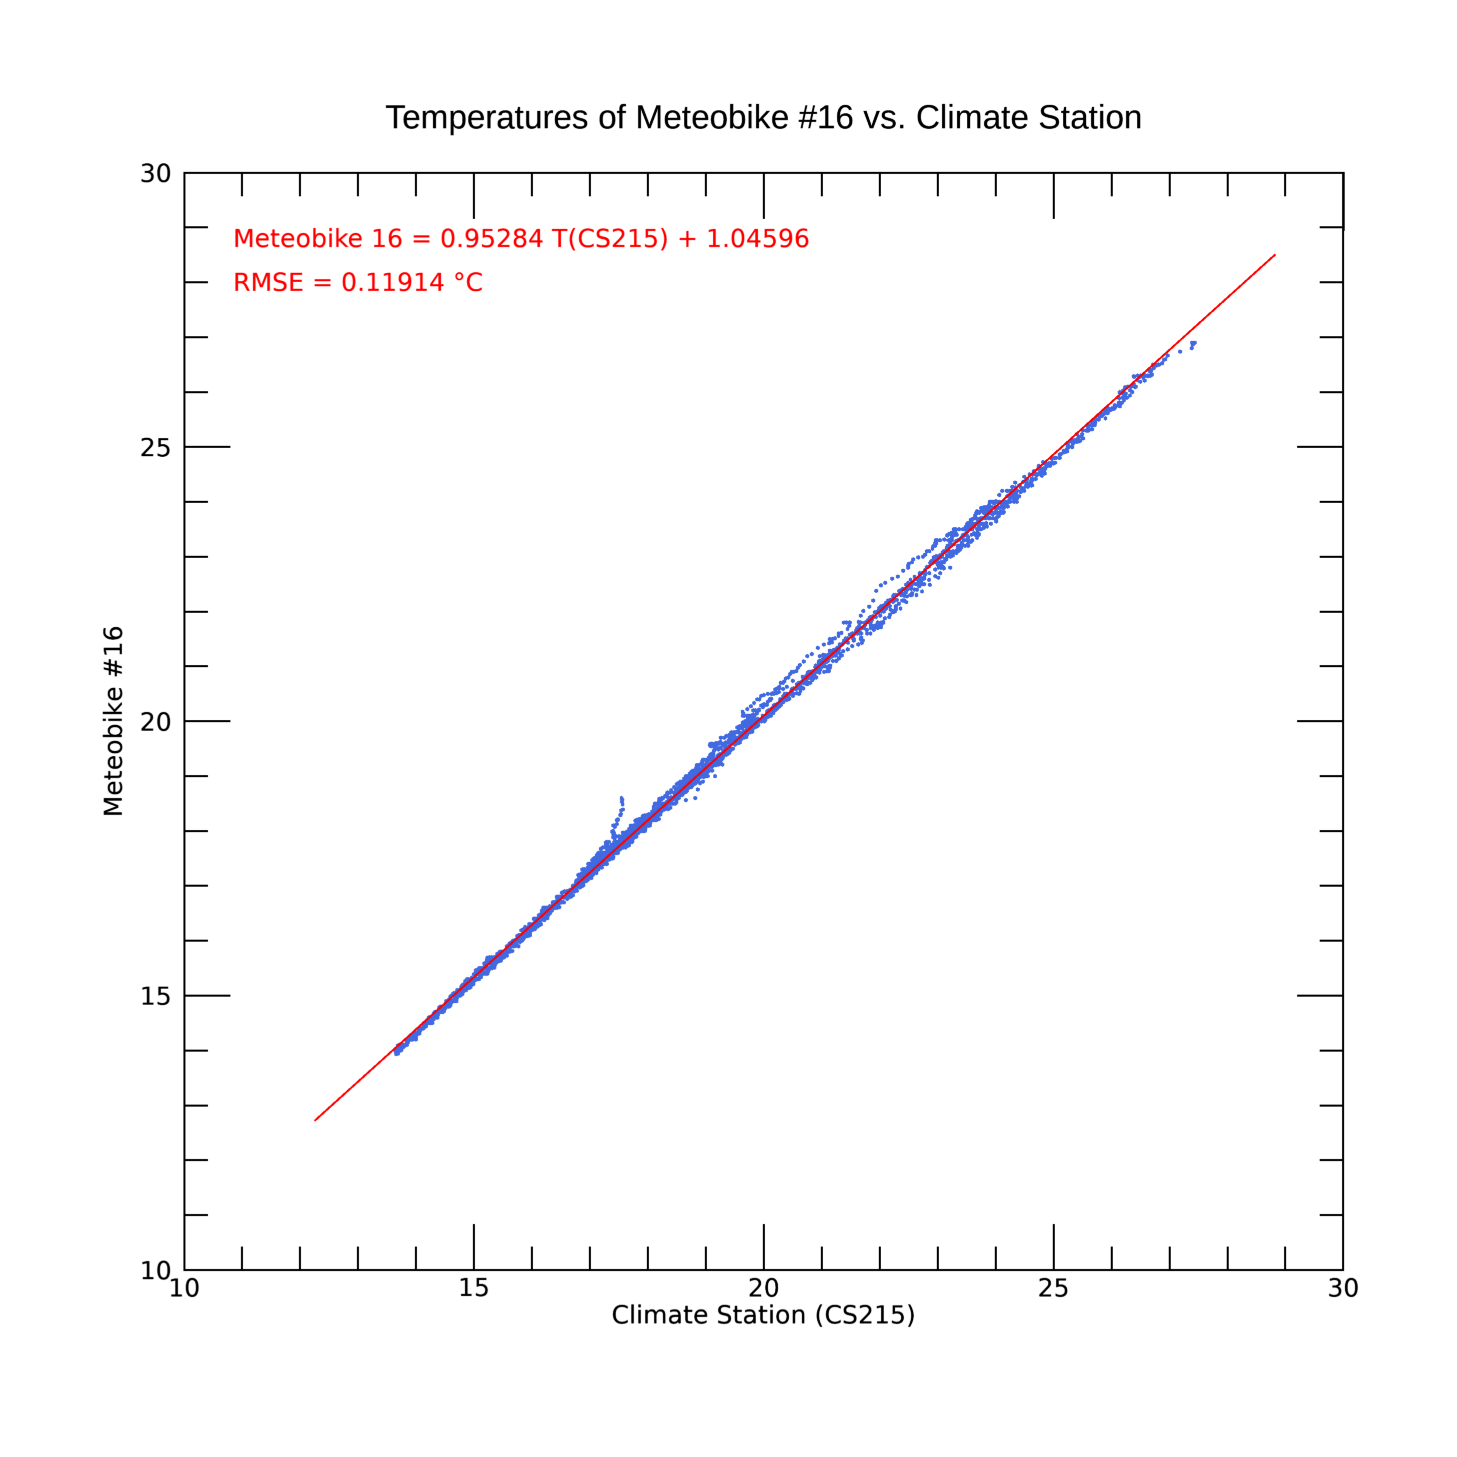 Temperatures of Meteobike #16 vs. Climate Station
30
Meteobike 16 = 0.95284 T(CS215) + 1.04596
RMSE = 0.11914 °C
25
Meteobike #16
20
15
10
10 15 20 25 30
Climate Station (CS215)